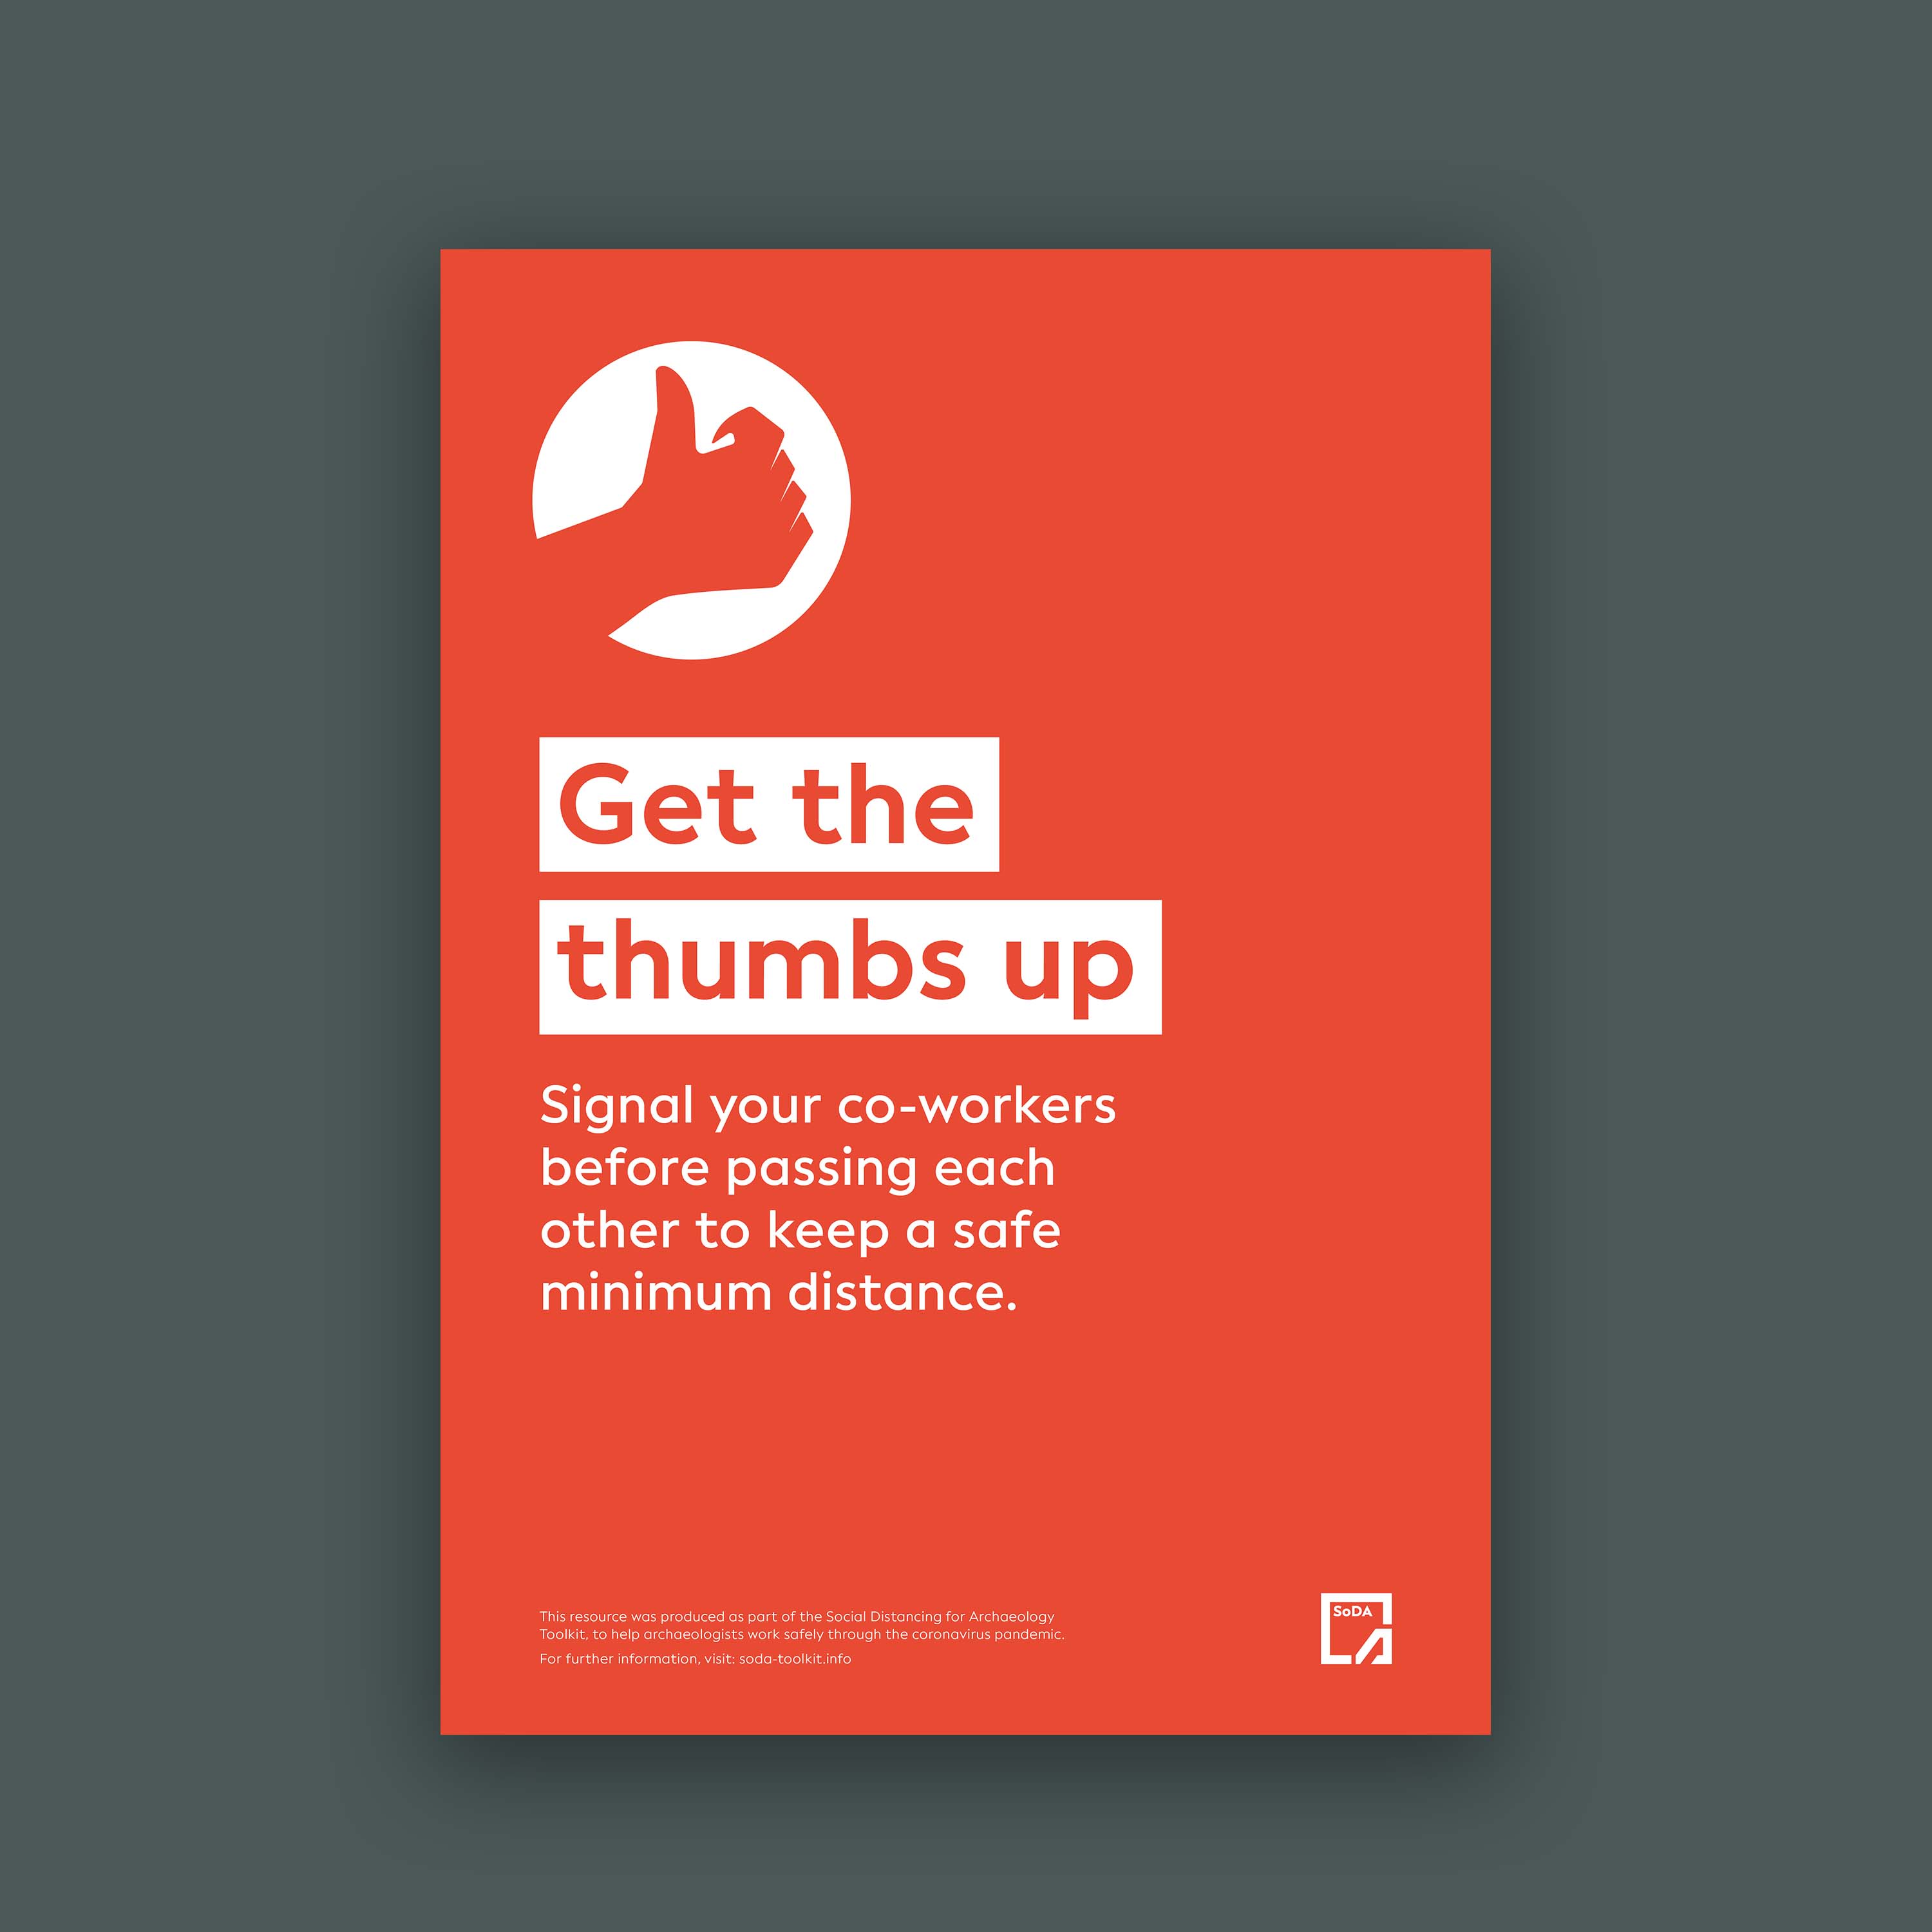 Get the
thumbs up
Signal your co-workers
before passing each
other to keep a safe
minimum distance.
This resource was produced as part of the Social Distancing for Archaeology
Toolkit, to help archaeologists work safely through the coronavirus pandemic.
For further information, visit: soda-toolkit.info
SoDA